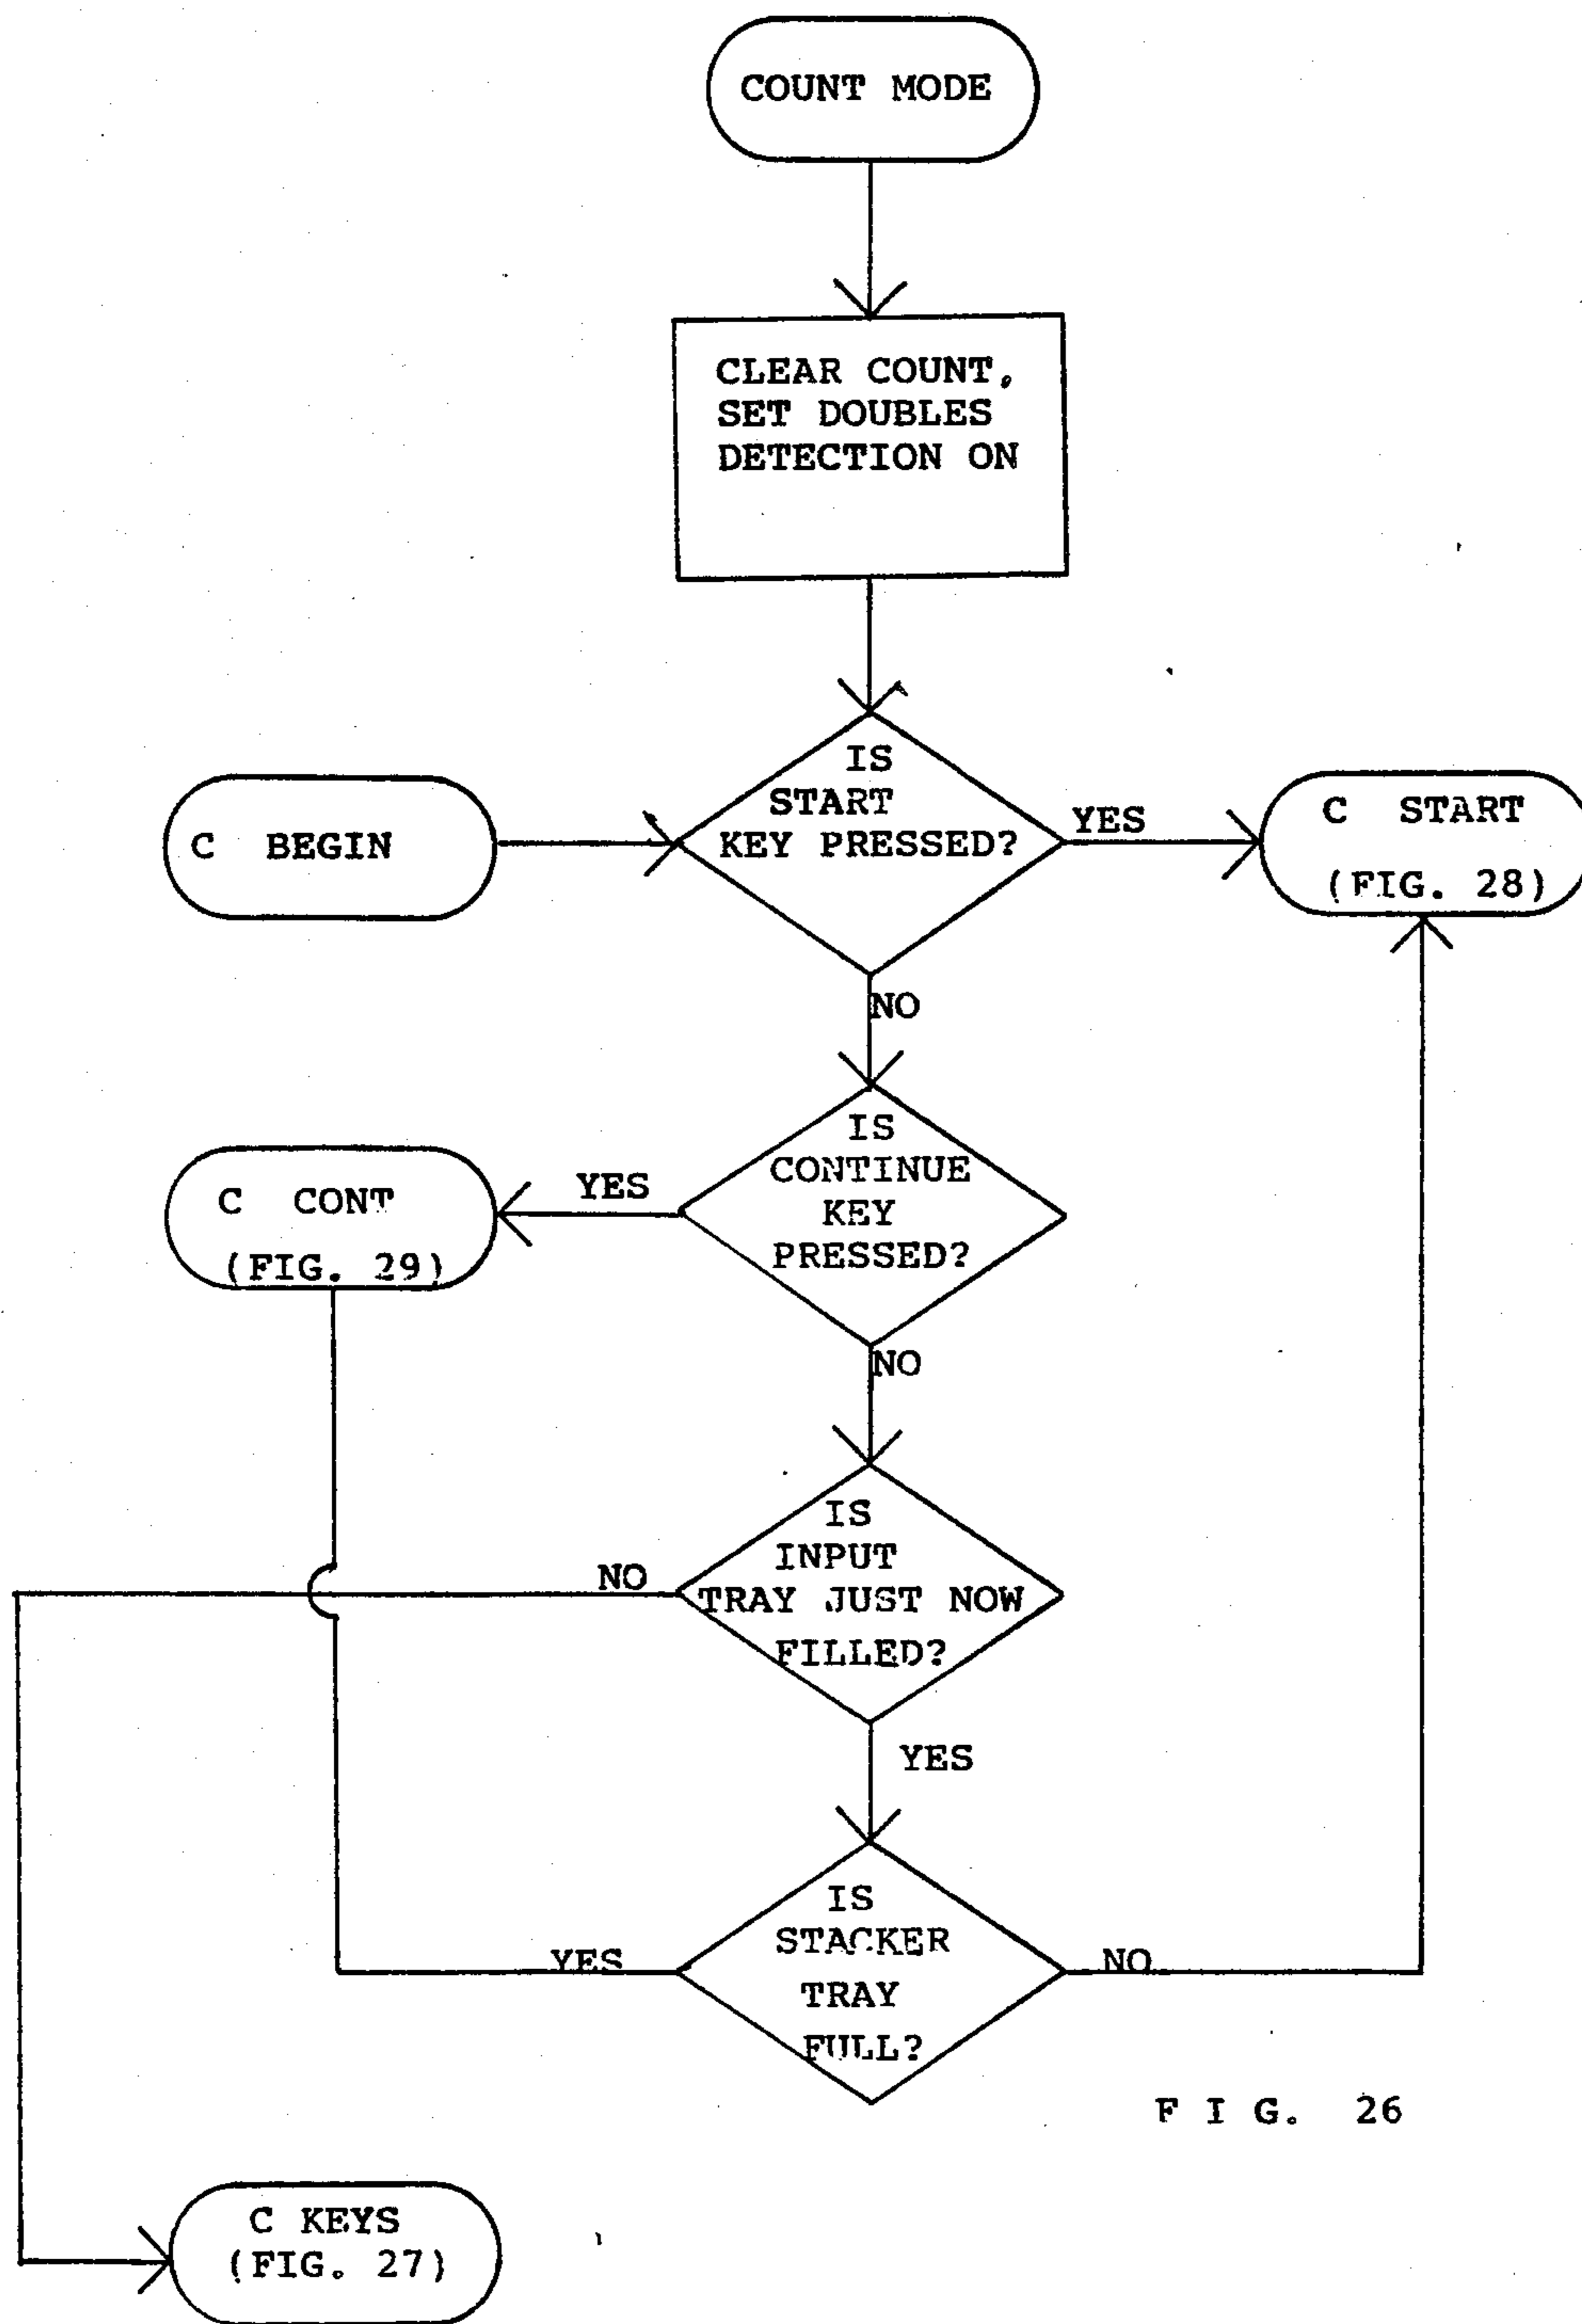 COUNT MODE
CLEAR COUNT,
SET DOUBLES
DETECTION ON
IS
START
KEY PRESSED?
YES
C START
(FIG. 28)
C BEGIN
NO
IS
CONTINUE
KEY
PRESSED?
YES
C CONT
(FIG. 29)
NO
IS
INPUT
TRAY JUST NOW
FILLED?
NO
YES
IS
STACKER
TRAY
FULL?
YES
NO
F I G. 26
C KEYS
(FIG. 27)